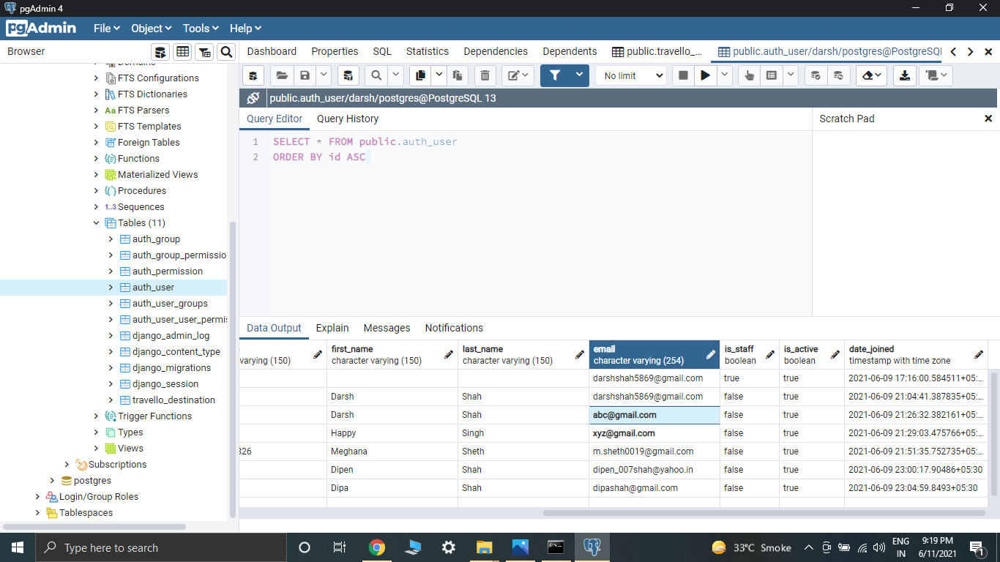 pgAdmin 4
pgAdmin File Object Tools Help
Browser
Dashboard Properties SQL Statistics Dependencies Dependents public.travello_... public.auth_user/darsh/postgres@PostgreSQL
No limit
public.auth_user/darsh/postgres@PostgreSQL 13
Query Editor Query History
Scratch Pad
1 SELECT * FROM public.auth_user
2 ORDER BY id ASC
Domains
FTS Configurations
FTS Dictionaries
Aa FTS Parsers
FTS Templates
Foreign Tables
Functions
Materialized Views
Procedures
1..3 Sequences
Tables (11)
auth_group
auth_group_permissio
auth_permission
auth_user
auth_user_groups
auth_user_user_permi
django_admin_log
django_content_type
django_migrations
django_session
travello_destination
Trigger Functions
Types
Views
Subscriptions
postgres
Login/Group Roles
Tablespaces
Data Output Explain Messages Notifications
first_name last_name email is_staff is_active date_joined
varying (150) character varying (150) character varying (150) character varying (254) boolean boolean timestamp with time zone
darshshah5869@gmail.com true true 2021-06-09 17:16:00.584511+05:...
Darsh Shah darshshah5869@gmail.com false true 2021-06-09 21:04:41.387835+05:...
Darsh Shah abc@gmail.com false true 2021-06-09 21:26:32.382161+05:...
Happy Singh xyz@gmail.com false true 2021-06-09 21:29:03.475766+05:...
326 Meghana Sheth m.sheth0019@gmail.com false true 2021-06-09 21:51:35.752735+05:...
Dipen Shah dipen_007shah@yahoo.in false true 2021-06-09 23:00:17.90486+05:30
Dipa Shah dipashah@gmail.com false true 2021-06-09 23:04:59.8493+05:30
Type here to search
33°C Smoke
ENG
IN
9:19 PM
6/11/2021
1